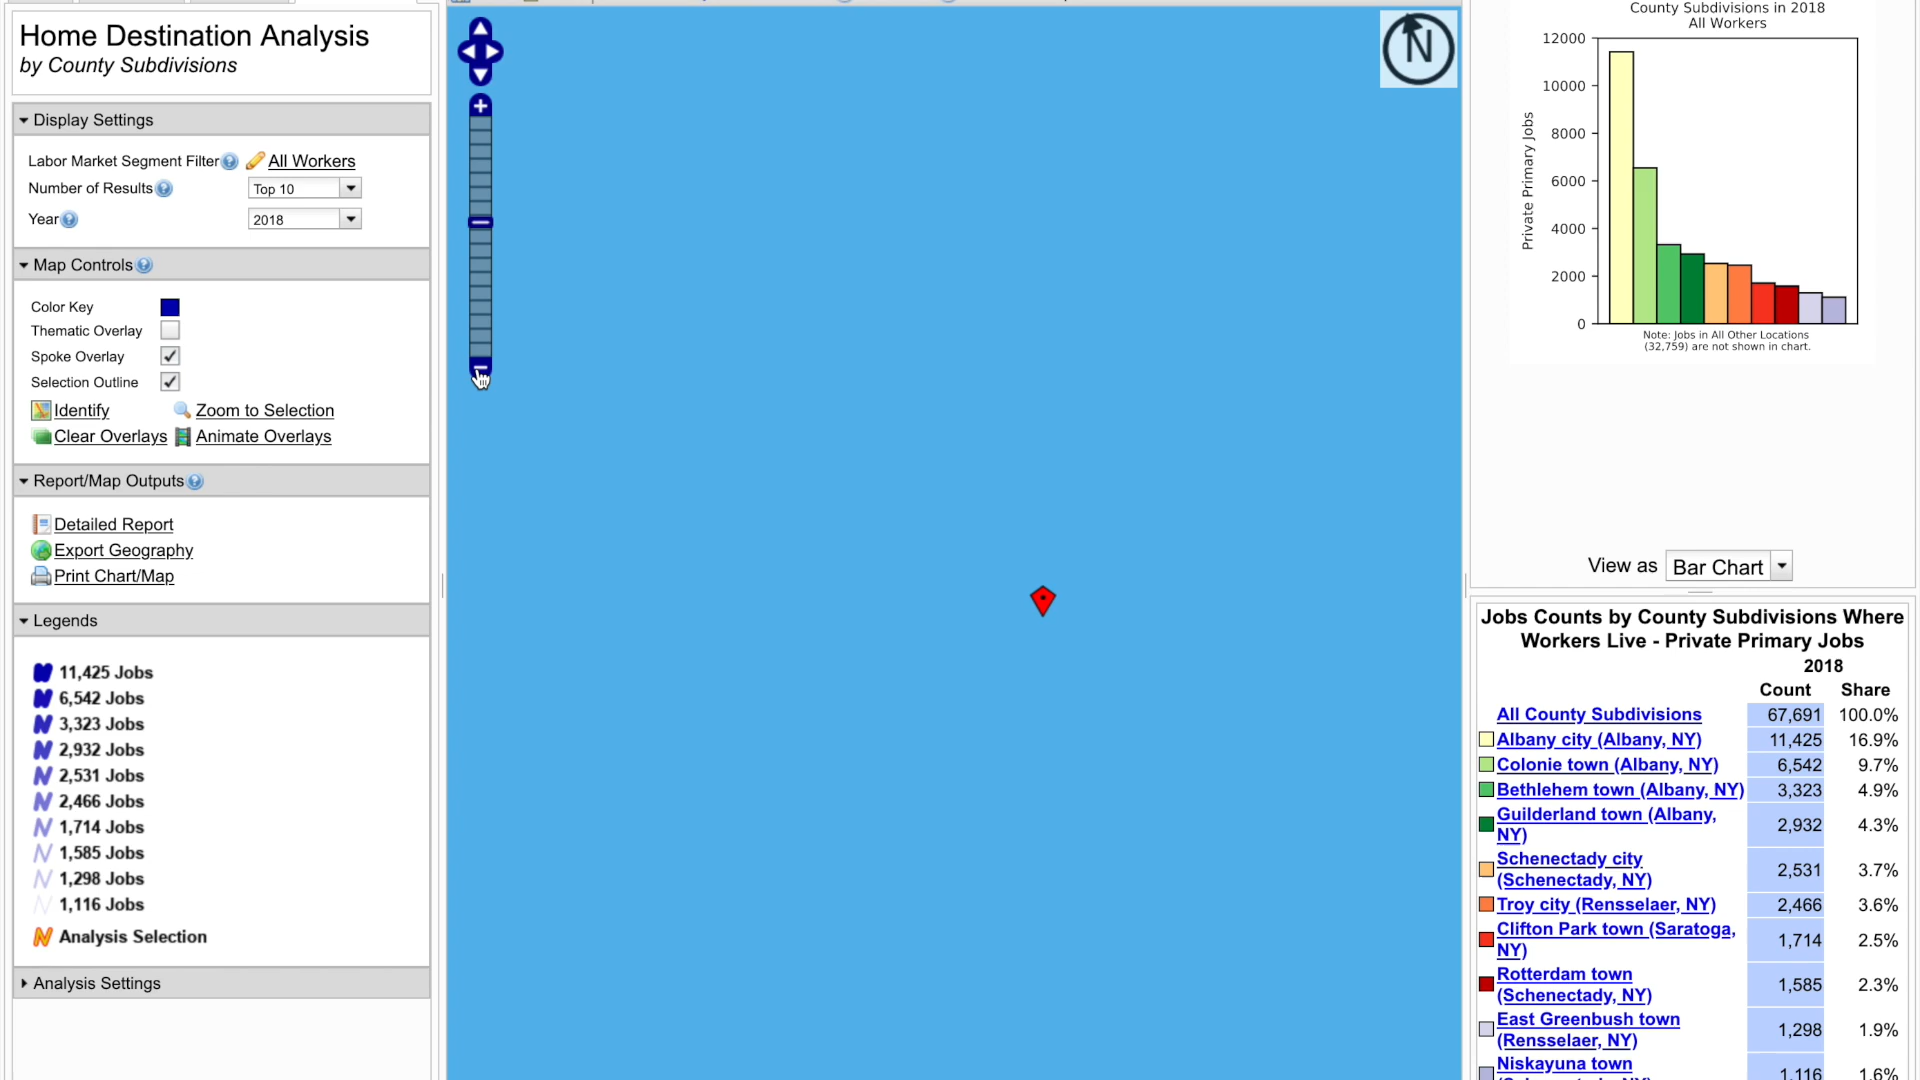 Home Destination Analysis
by County Subdivisions
Display Settings
Labor Market Segment Filter
All Workers
Number of Results
Top 10
Year
2018
Map Controls
Color Key
Thematic Overlay
Spoke Overlay
Selection Outline
Identify
Zoom to Selection
Clear Overlays
Animate Overlays
Report/Map Outputs
Detailed Report
Export Geography
Print Chart/Map
Legends
11,425 Jobs
6,542 Jobs
3,323 Jobs
2,932 Jobs
2,531 Jobs
2,466 Jobs
1,714 Jobs
1,585 Jobs
1,298 Jobs
1,116 Jobs
Analysis Selection
Analysis Settings
N
County Subdivisions in 2018
All Workers
Private Primary Jobs
12000
10000
8000
6000
4000
2000
0
Note: Jobs in All Other Locations
(32,759) are not shown in chart.
View as Bar Chart
Jobs Counts by County Subdivisions Where
Workers Live - Private Primary Jobs
2018
Count Share
All County Subdivisions 67,691 100.0%
Albany city (Albany, NY) 11,425 16.9%
Colonie town (Albany, NY) 6,542 9.7%
Bethlehem town (Albany, NY) 3,323 4.9%
Guilderland town (Albany,
NY) 2,932 4.3%
Schenectady city
(Schenectady, NY) 2,531 3.7%
Troy city (Rensselaer, NY) 2,466 3.6%
Clifton Park town (Saratoga,
NY) 1,714 2.5%
Rotterdam town
(Schenectady, NY) 1,585 2.3%
East Greenbush town
(Rensselaer, NY) 1,298 1.9%
Niskayuna town
1,116 1.6%